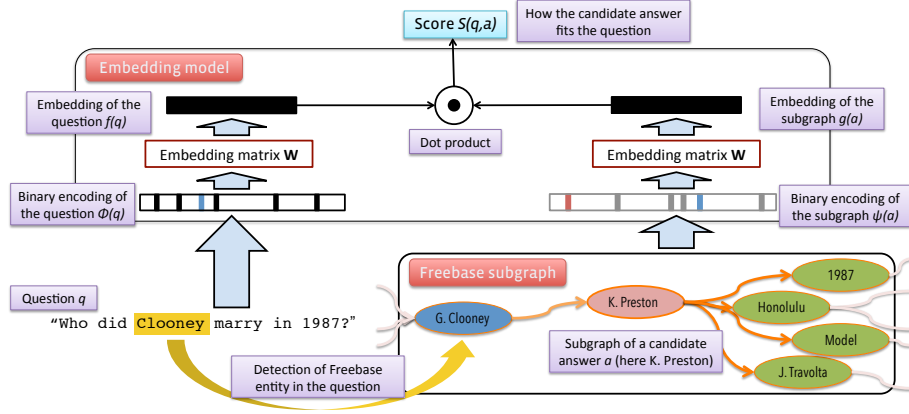 Score S(q,a)
How the candidate answer
fits the question
Embedding model
Embedding of the
question f(q)
Embedding of the
subgraph g(a)
Dot product
Embedding matrix W
Embedding matrix W
Binary encoding of
the question Φ(q)
Binary encoding of
the subgraph ψ(a)
Freebase subgraph
Question q
“Who did Clooney marry in 1987?”
G. Clooney
K. Preston
1987
Honolulu
Model
J. Travolta
Subgraph of a candidate
answer a (here K. Preston)
Detection of Freebase
entity in the question